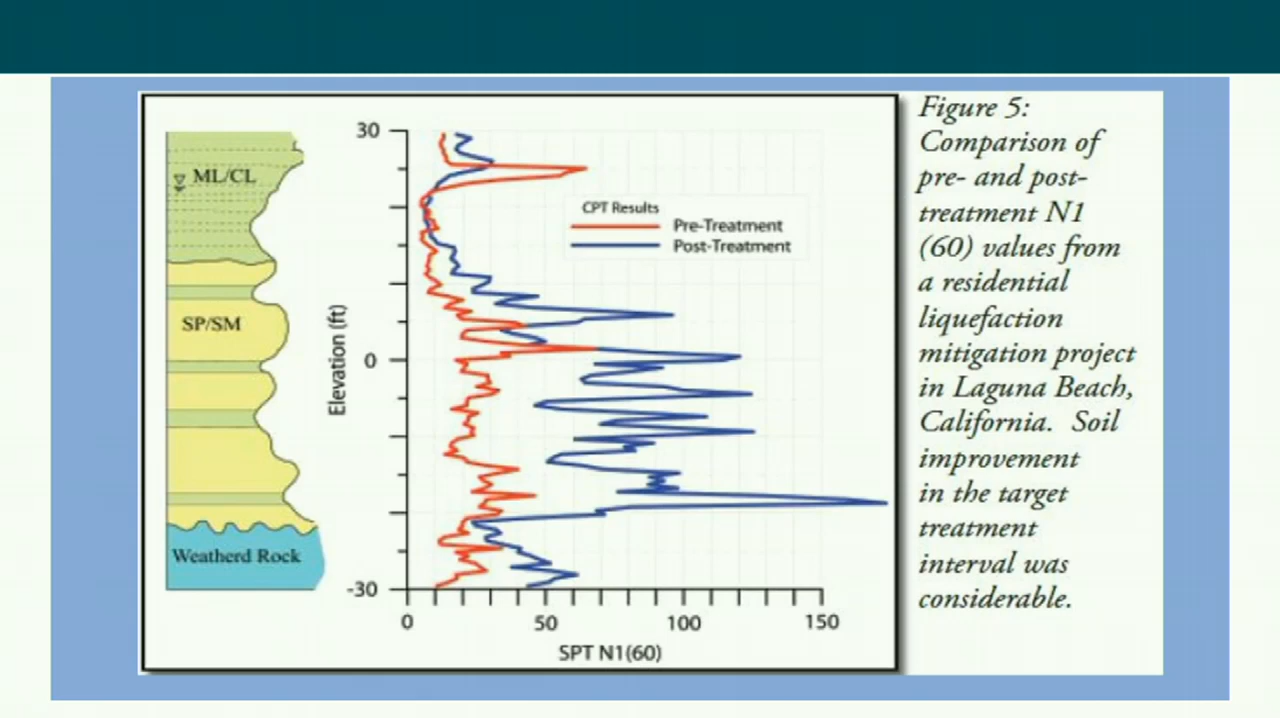 30
ML/CL
CPT Results
Pre-Treatment
Post-Treatment
SP/SM
Elevation (ft)
0
Weatherd Rock
-30
0 50 100 150
SPT N1(60)
Figure 5:
Comparison of
pre- and post-
treatment N1
(60) values from
a residential
liquefaction
mitigation project
in Laguna Beach,
California. Soil
improvement
in the target
treatment
interval was
considerable.